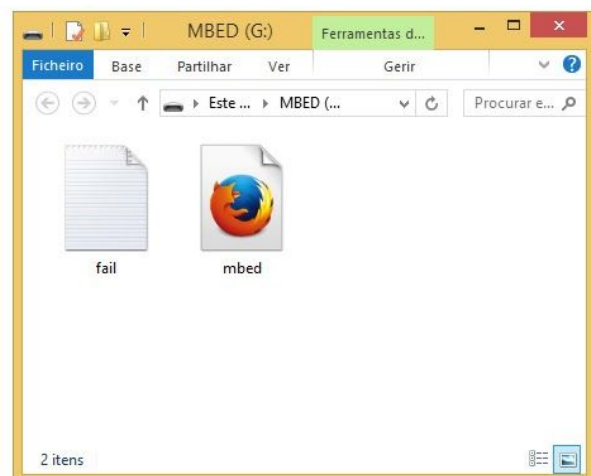 MBED (G:)
Ferramentas d...
Ficheiro Base Partilhar Ver Gerir
Este ... MBED (... Procurar e...
fail mbed
2 itens